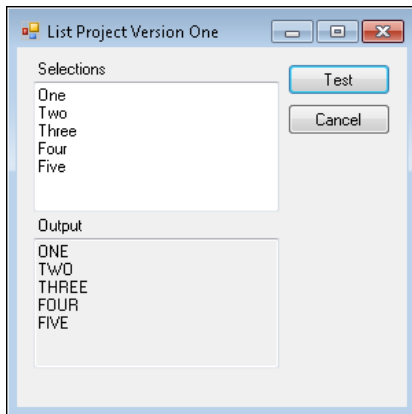 List Project Version One
Selections
One
Two
Three
Four
Five
Test
Cancel
Output
ONE
TWO
THREE
FOUR
FIVE